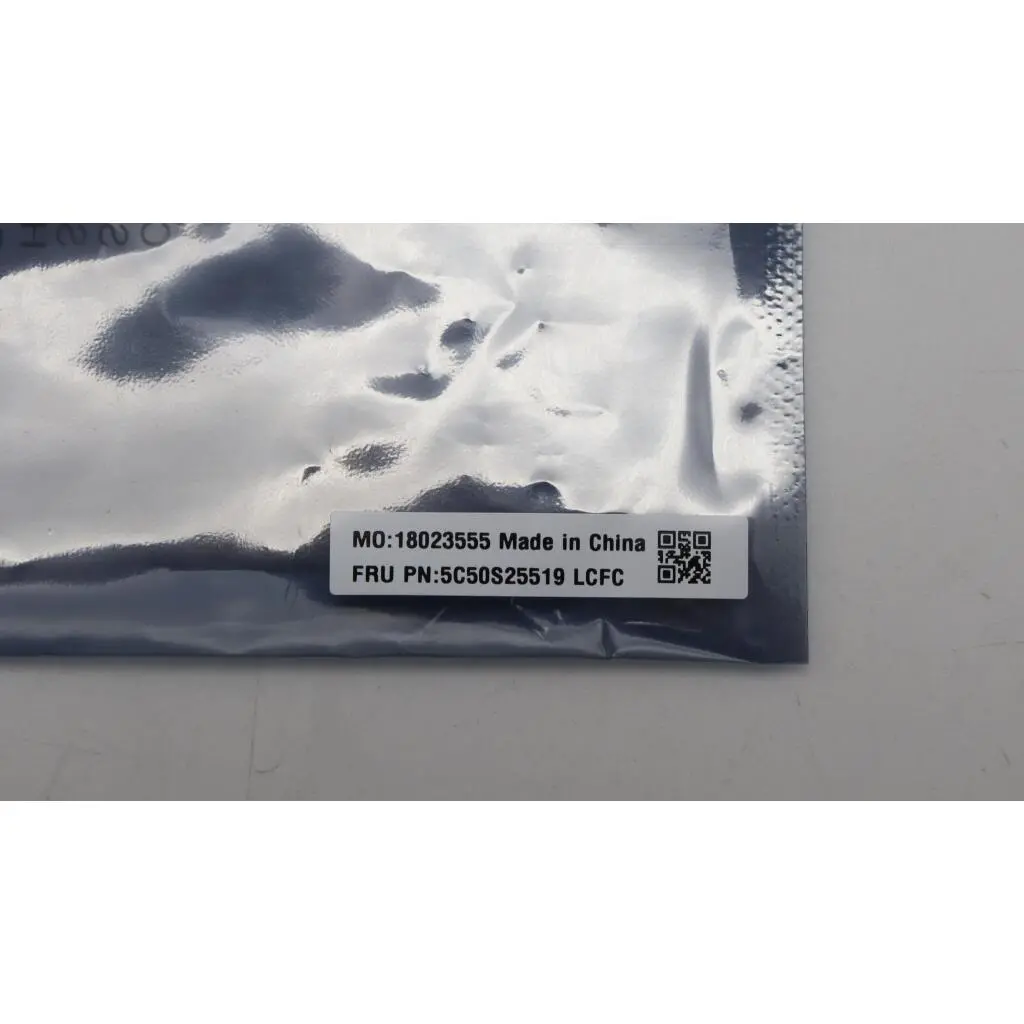 MO:18023555 Made in China
FRU PN:5C50S25519 LCFC